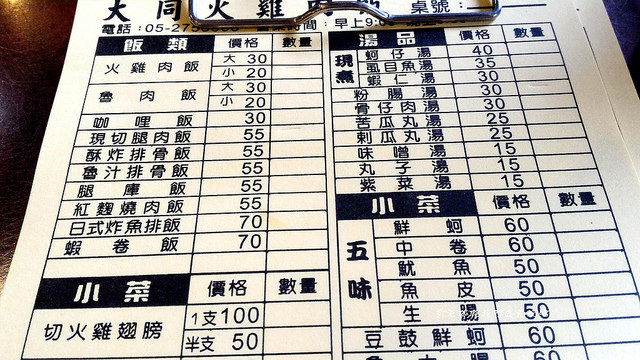 大同火雞肉飯 桌號：
電話：05-275 時間：早上9:
飯類 價格 數量
火雞肉飯 大 30
小 20
魯肉飯 大 30
小 20
咖哩飯 30
現切腿肉飯 55
酥炸排骨飯 55
魯汁排骨飯 55
腿庫飯 55
紅麴燒肉飯 55
日式炸魚排飯 70
蝦卷飯 70
小菜 價格 數量
切火雞翅膀 1支100
半支 50
湯品 價格 數量
現煮
蚵仔湯 40
虱目魚湯 35
蝦仁湯 30
粉腸湯 30
骨仔肉湯 30
苦瓜丸湯 25
刺瓜丸湯 25
味噌湯 15
丸子湯 15
紫菜湯 15
小菜 價格 數量
五味
鮮蚵 60
中卷 60
魷魚 50
魚皮 50
生腸 50
豆鼓鮮蚵 60
60